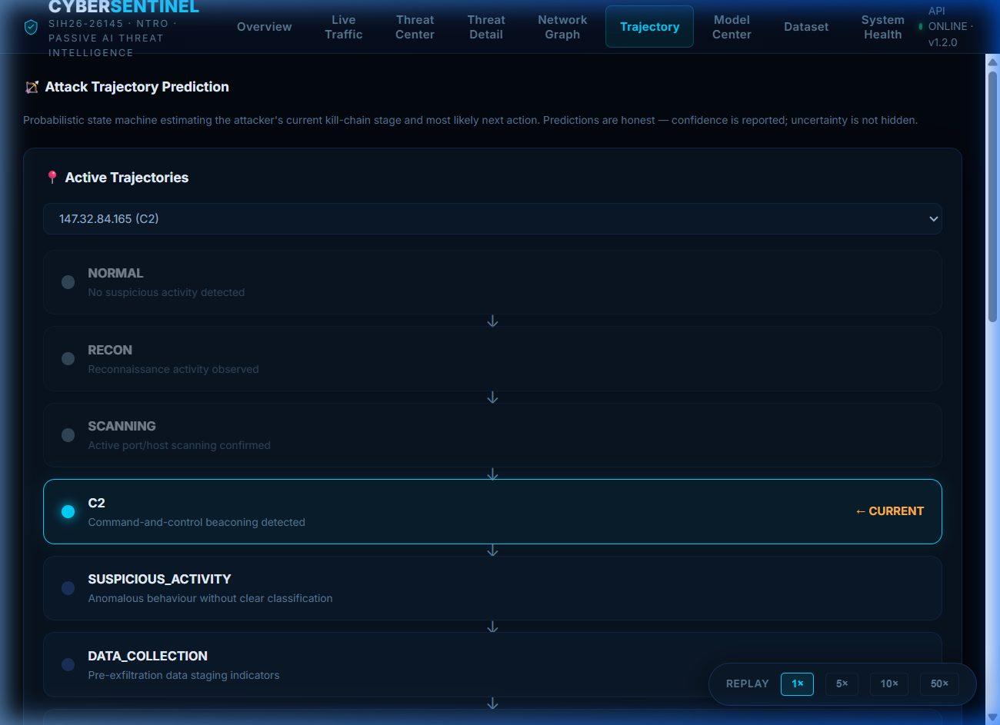 CYBERSENTINEL
SIH26-26145 · NTRO ·
PASSIVE AI THREAT
INTELLIGENCE
Overview
Live
Traffic
Threat
Center
Threat
Detail
Network
Graph
Trajectory
Model
Center
Dataset
System
Health
API
ONLINE ·
v1.2.0
Attack Trajectory Prediction
Probabilistic state machine estimating the attacker's current kill-chain stage and most likely next action. Predictions are honest — confidence is reported; uncertainty is not hidden.
Active Trajectories
147.32.84.165 (C2)
NORMAL
No suspicious activity detected
↓
RECON
Reconnaissance activity observed
↓
SCANNING
Active port/host scanning confirmed
↓
C2
Command-and-control beaconing detected
← CURRENT
↓
SUSPICIOUS_ACTIVITY
Anomalous behaviour without clear classification
↓
DATA_COLLECTION
Pre-exfiltration data staging indicators
↓
REPLAY 1× 5× 10× 50×